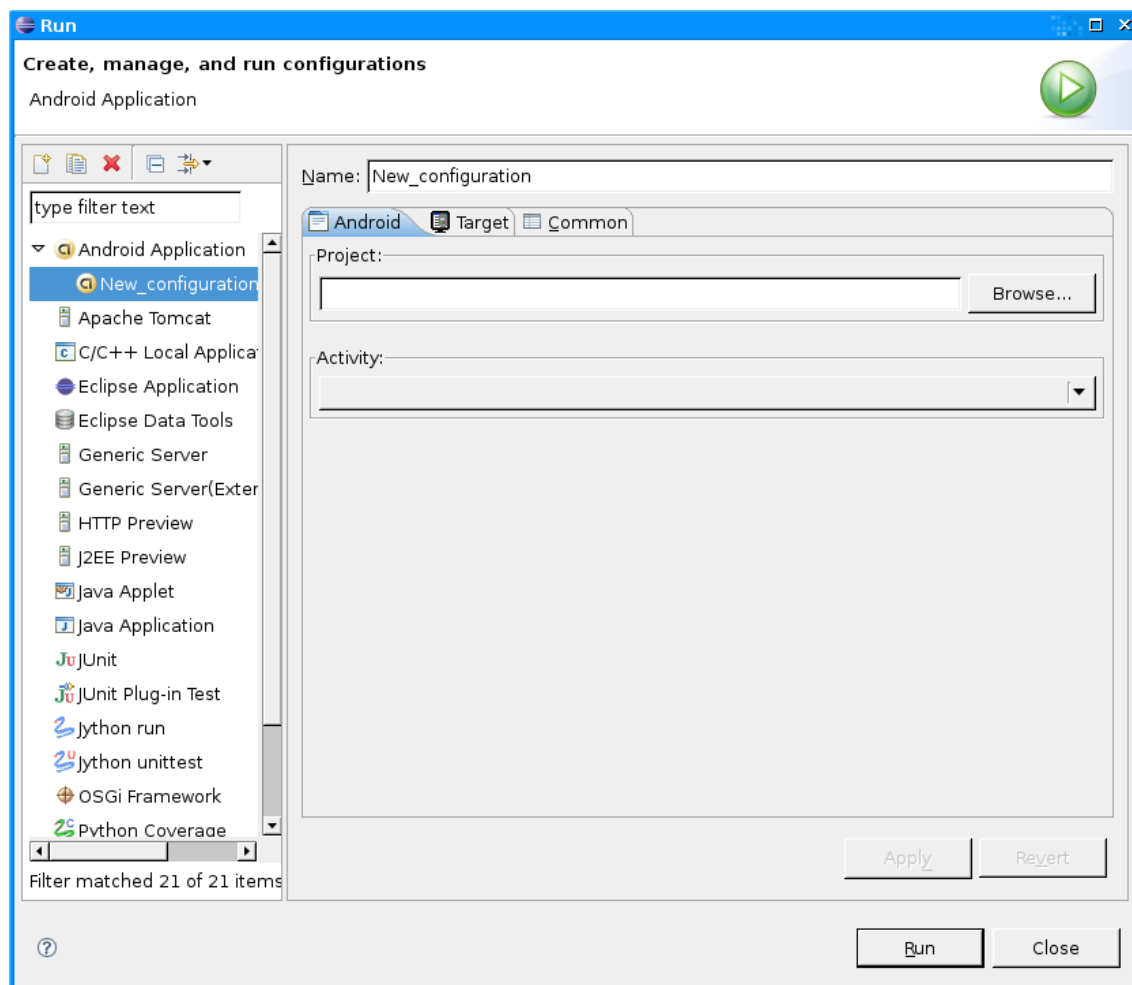 Run
Create, manage, and run configurations
Android Application
type filter text
Android Application
New_configuration
Apache Tomcat
C/C++ Local Applica
Eclipse Application
Eclipse Data Tools
Generic Server
Generic Server(Exter
HTTP Preview
J2EE Preview
Java Applet
Java Application
JUnit
JUnit Plug-in Test
Jython run
Jython unittest
OSGi Framework
Python Coverage
Filter matched 21 of 21 items
Name: New_configuration
Android Target Common
Project:
Browse...
Activity:
Apply Revert
Run Close